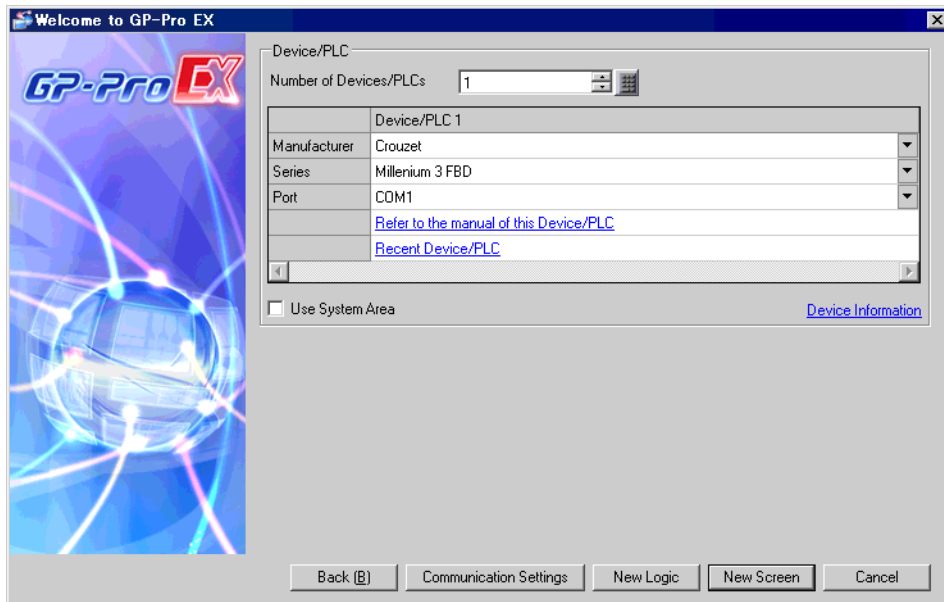 Welcome to GP-Pro EX
GP-Pro EX
Device/PLC
Number of Devices/PLCs 1
Device/PLC 1
Manufacturer Crouzet
Series Millenium 3 FBD
Port COM1
Refer to the manual of this Device/PLC
Recent Device/PLC
Use System Area Device Information
Back (B) Communication Settings New Logic New Screen Cancel